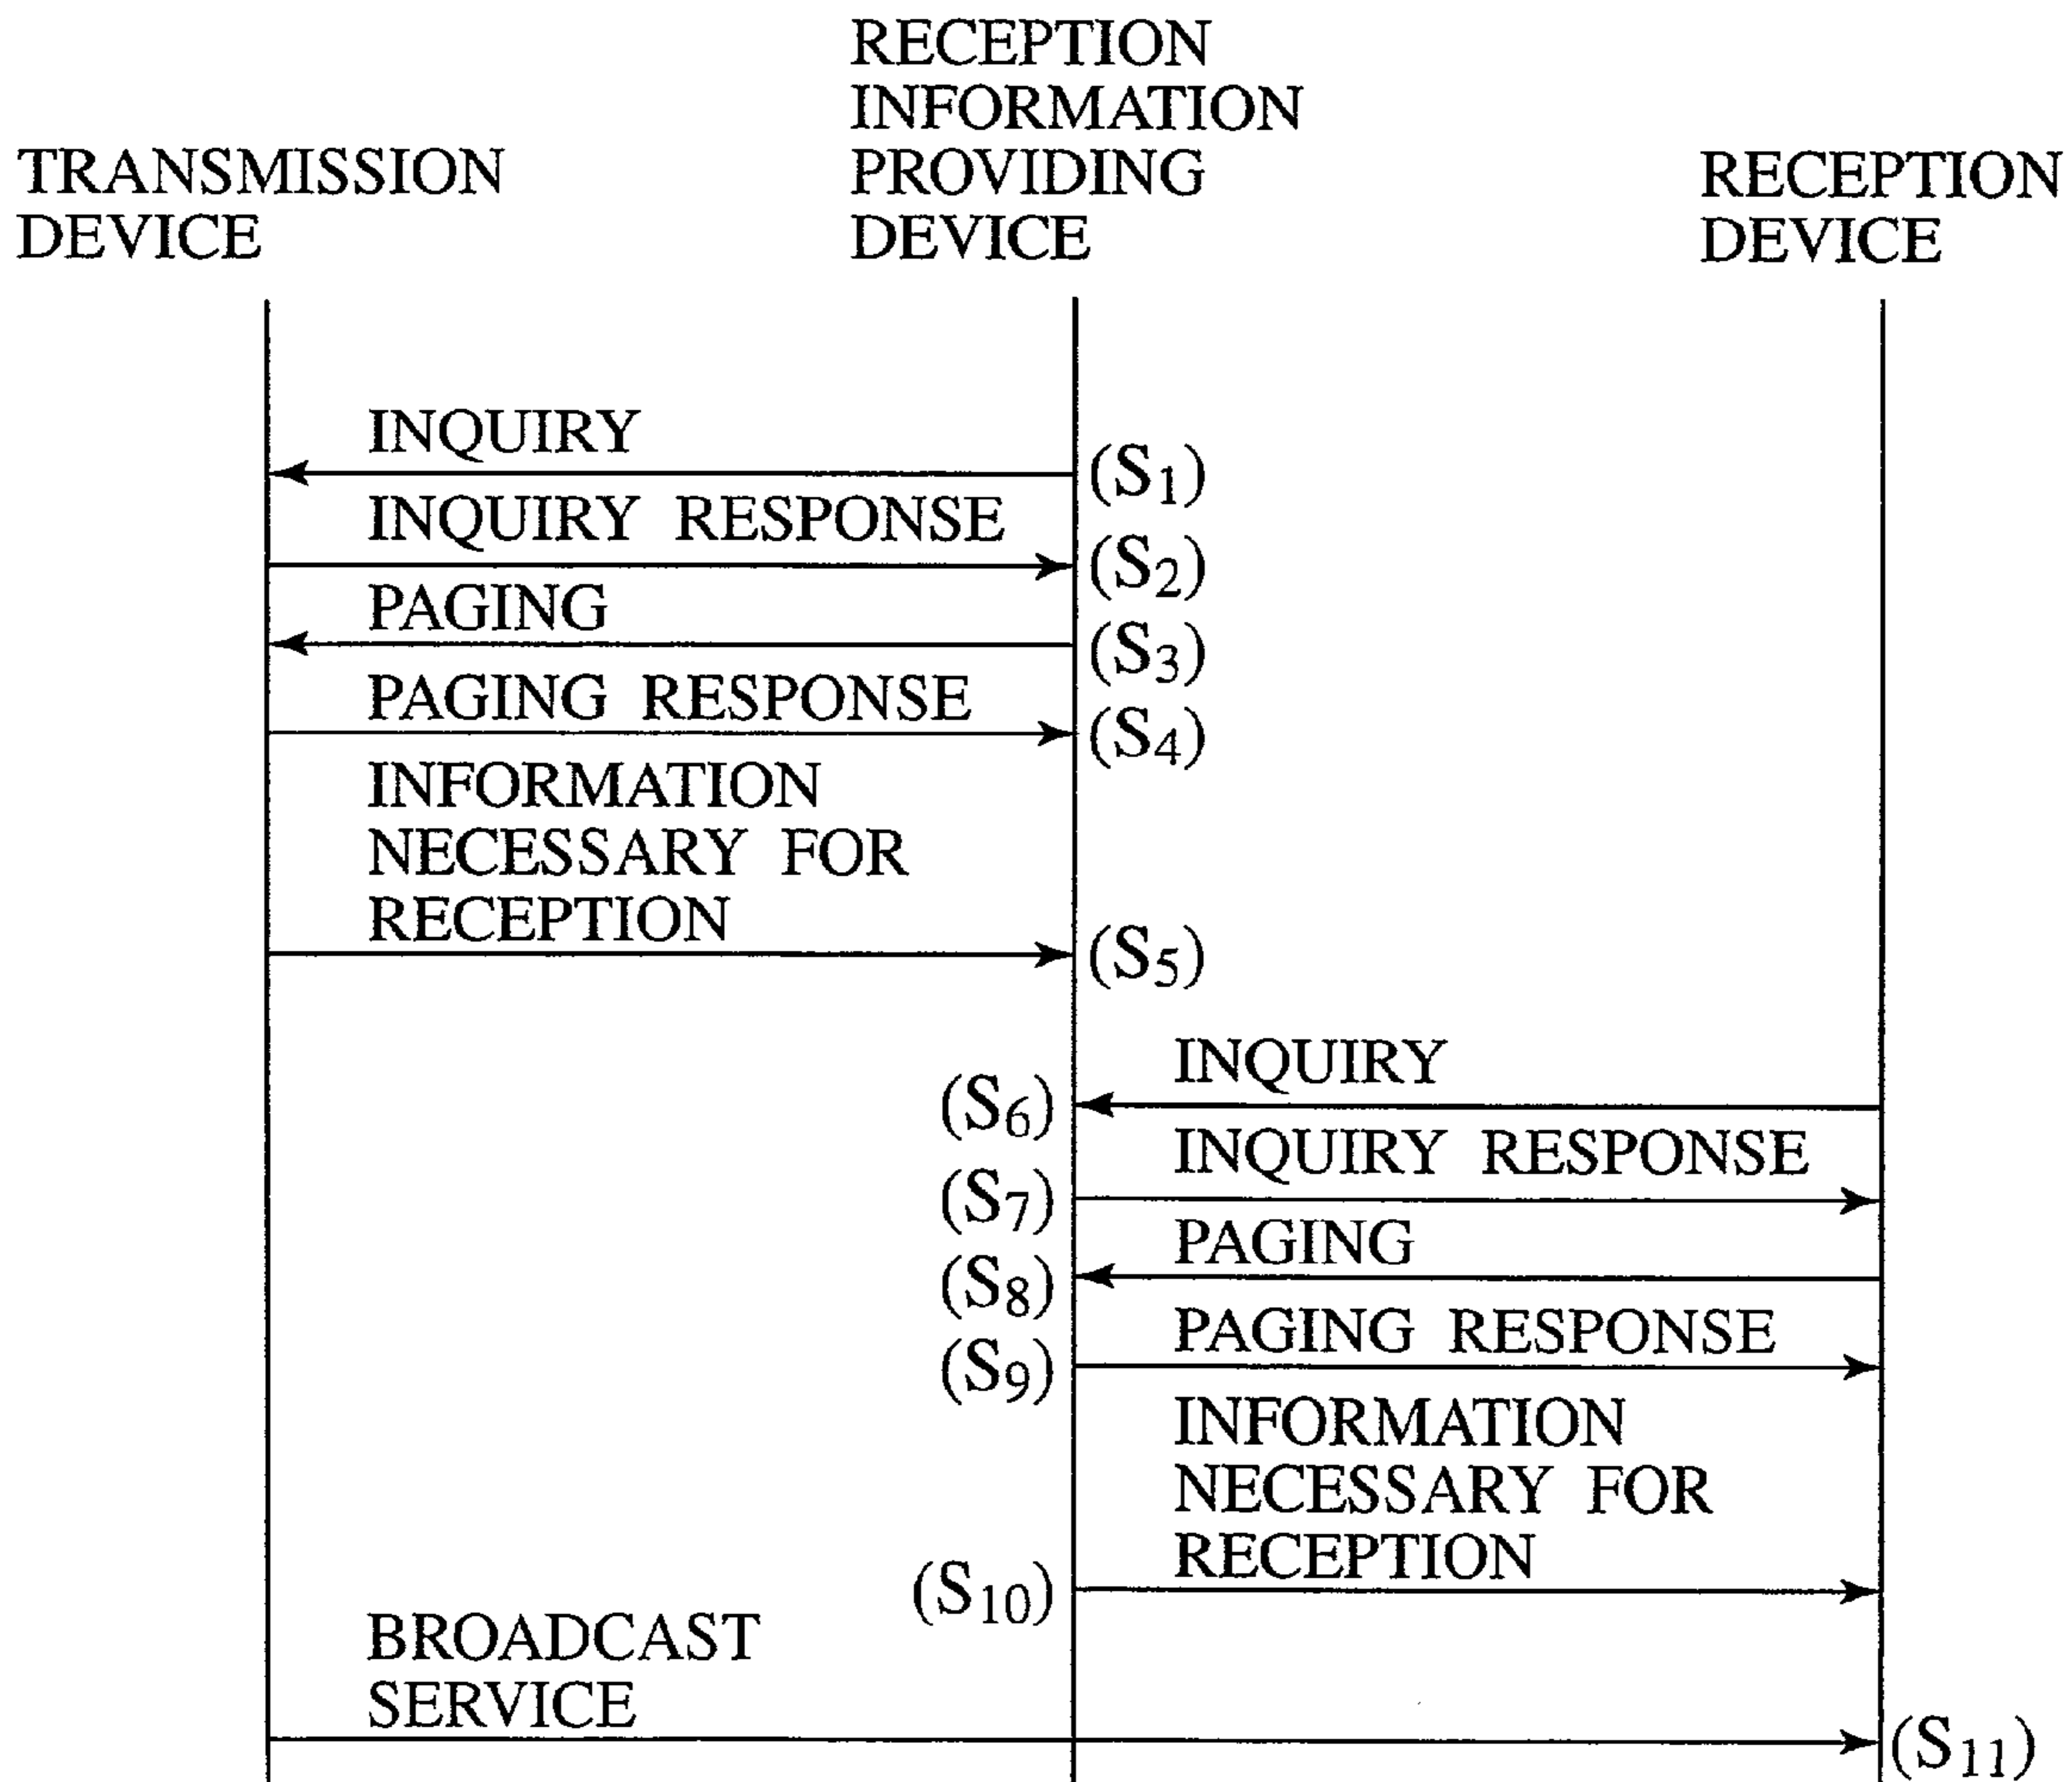 TRANSMISSION
DEVICE
RECEPTION
INFORMATION
PROVIDING
DEVICE
RECEPTION
DEVICE
INQUIRY
(S1)
INQUIRY RESPONSE
(S2)
PAGING
(S3)
PAGING RESPONSE
(S4)
INFORMATION
NECESSARY FOR
RECEPTION
(S5)
INQUIRY
(S6)
INQUIRY RESPONSE
(S7)
PAGING
(S8)
PAGING RESPONSE
(S9)
INFORMATION
NECESSARY FOR
RECEPTION
(S10)
BROADCAST
SERVICE
(S11)